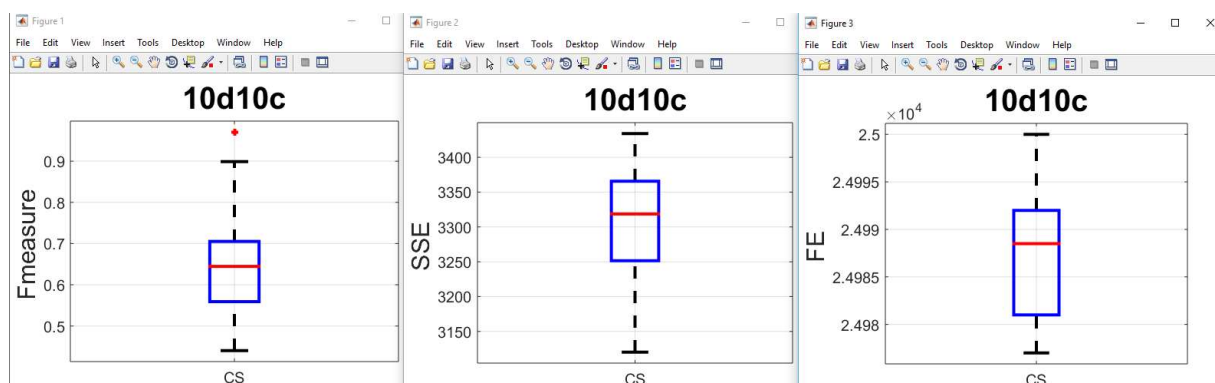 Figure 1
File Edit View Insert Tools Desktop Window Help
10d10c
0.9
0.8
0.7
0.6
0.5
Fmeasure
CS
Figure 2
File Edit View Insert Tools Desktop Window Help
10d10c
3400
3350
3300
3250
3200
3150
SSE
CS
Figure 3
File Edit View Insert Tools Desktop Window Help
10d10c
×10⁴
2.5
2.4995
2.499
2.4985
2.498
FE
CS